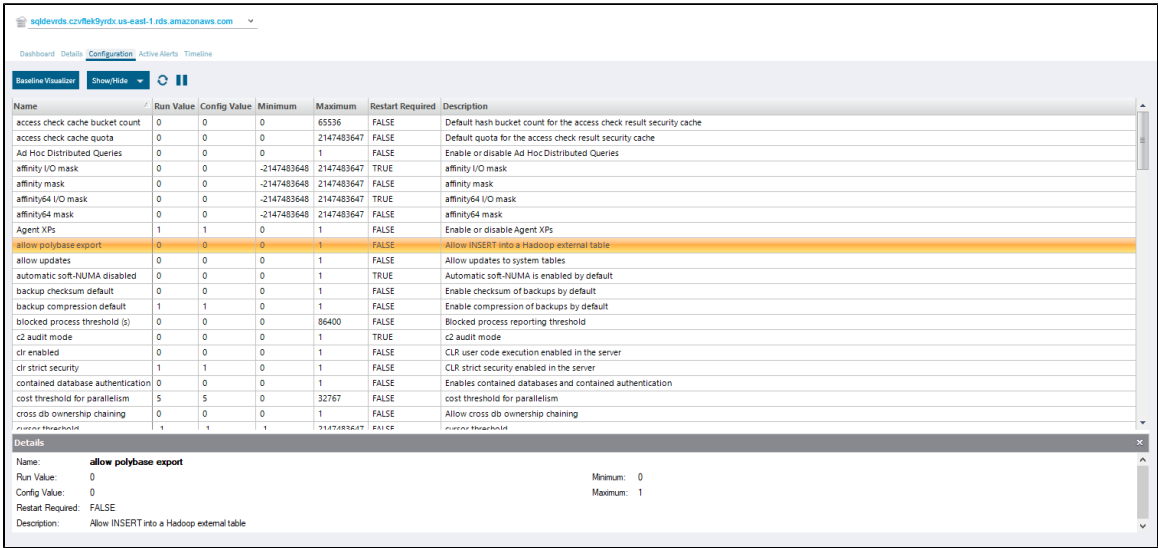 sqldevrds.czvftek9yrdx.us-east-1.rds.amazonaws.com
Dashboard Details Configuration Active Alerts Timeline
Baseline Visualizer Show/Hide
Name Run Value Config Value Minimum Maximum Restart Required Description
access check cache bucket count 0 0 0 65536 FALSE Default hash bucket count for the access check result security cache
access check cache quota 0 0 0 2147483647 FALSE Default quota for the access check result security cache
Ad Hoc Distributed Queries 0 0 0 1 FALSE Enable or disable Ad Hoc Distributed Queries
affinity I/O mask 0 0 -2147483648 2147483647 TRUE affinity I/O mask
affinity mask 0 0 -2147483648 2147483647 FALSE affinity mask
affinity64 I/O mask 0 0 -2147483648 2147483647 TRUE affinity64 I/O mask
affinity64 mask 0 0 -2147483648 2147483647 FALSE affinity64 mask
Agent XPs 1 1 0 1 FALSE Enable or disable Agent XPs
allow polybase export 0 0 0 1 FALSE Allow INSERT into a Hadoop external table
allow updates 0 0 0 1 FALSE Allow updates to system tables
automatic soft-NUMA disabled 0 0 0 1 TRUE Automatic soft-NUMA is enabled by default
backup checksum default 0 0 0 1 FALSE Enable checksum of backups by default
backup compression default 1 1 0 1 FALSE Enable compression of backups by default
blocked process threshold (s) 0 0 0 86400 FALSE Blocked process reporting threshold
c2 audit mode 0 0 0 1 TRUE c2 audit mode
clr enabled 0 0 0 1 FALSE CLR user code execution enabled in the server
clr strict security 1 1 0 1 FALSE CLR strict security enabled in the server
contained database authentication 0 0 0 1 FALSE Enables contained databases and contained authentication
cost threshold for parallelism 5 5 0 32767 FALSE cost threshold for parallelism
cross db ownership chaining 0 0 0 1 FALSE Allow cross db ownership chaining
cursor threshold -1 -1 -1 2147483647 FALSE cursor threshold
Details
Name: allow polybase export
Run Value: 0 Minimum: 0
Config Value: 0 Maximum: 1
Restart Required: FALSE
Description: Allow INSERT into a Hadoop external table